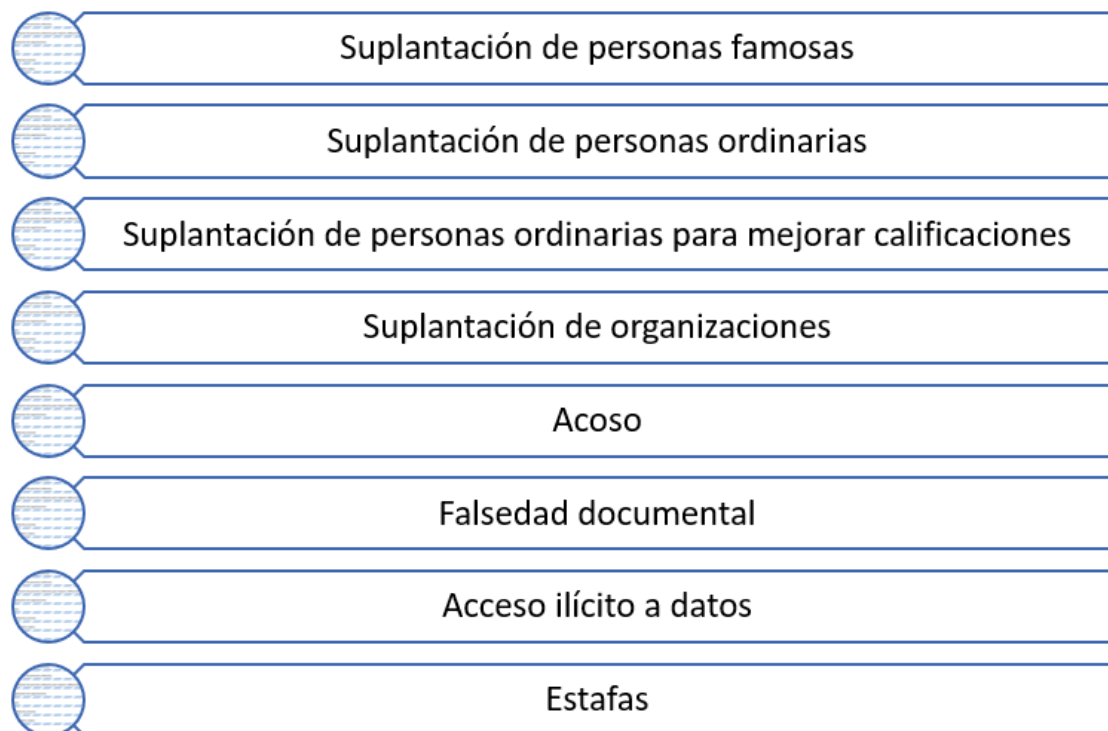 Suplantación de personas famosas
Suplantación de personas ordinarias
Suplantación de personas ordinarias para mejorar calificaciones
Suplantación de organizaciones
Acoso
Falsedad documental
Acceso ilícito a datos
Estafas